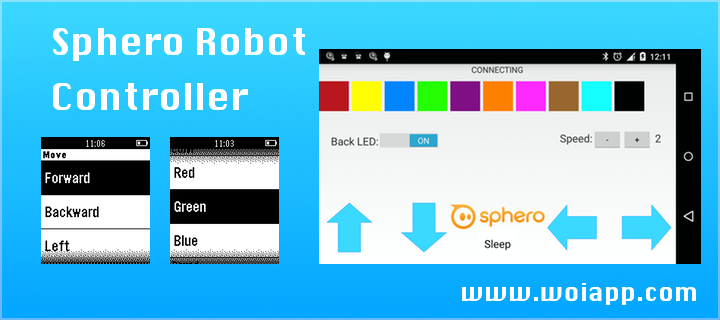 Sphero Robot
Controller
11:06
Move
Forward
Backward
Left
11:03
Red
Green
Blue
12:11
CONNECTING
Back LED: ON
Speed: - + 2
sphero
Sleep
www.woiapp.com